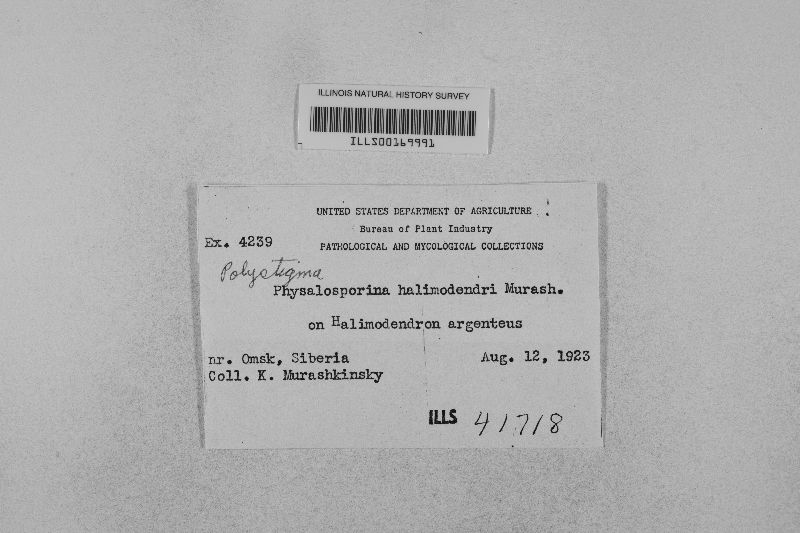 ILLINOIS NATURAL HISTORY SURVEY
ILLS00169991
UNITED STATES DEPARTMENT OF AGRICULTURE
Bureau of Plant Industry
Ex. 4239
PATHOLOGICAL AND MYCOLOGICAL COLLECTIONS
Polystigma
Physalosporina halimodendri Murash.
on Halimodendron argenteus
nr. Omsk, Siberia Aug. 12, 1923
Coll. K. Murashkinsky
ILLS 41718